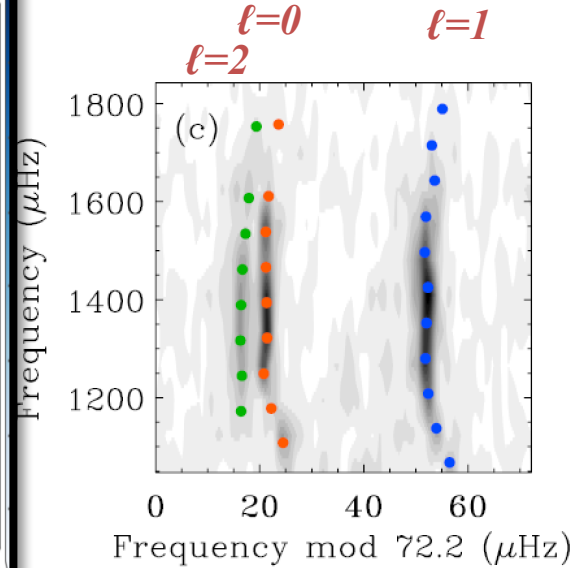 ℓ=0
ℓ=1
ℓ=2
(c)
1800
1600
1400
1200
Frequency (μHz)
0 20 40 60
Frequency mod 72.2 (μHz)